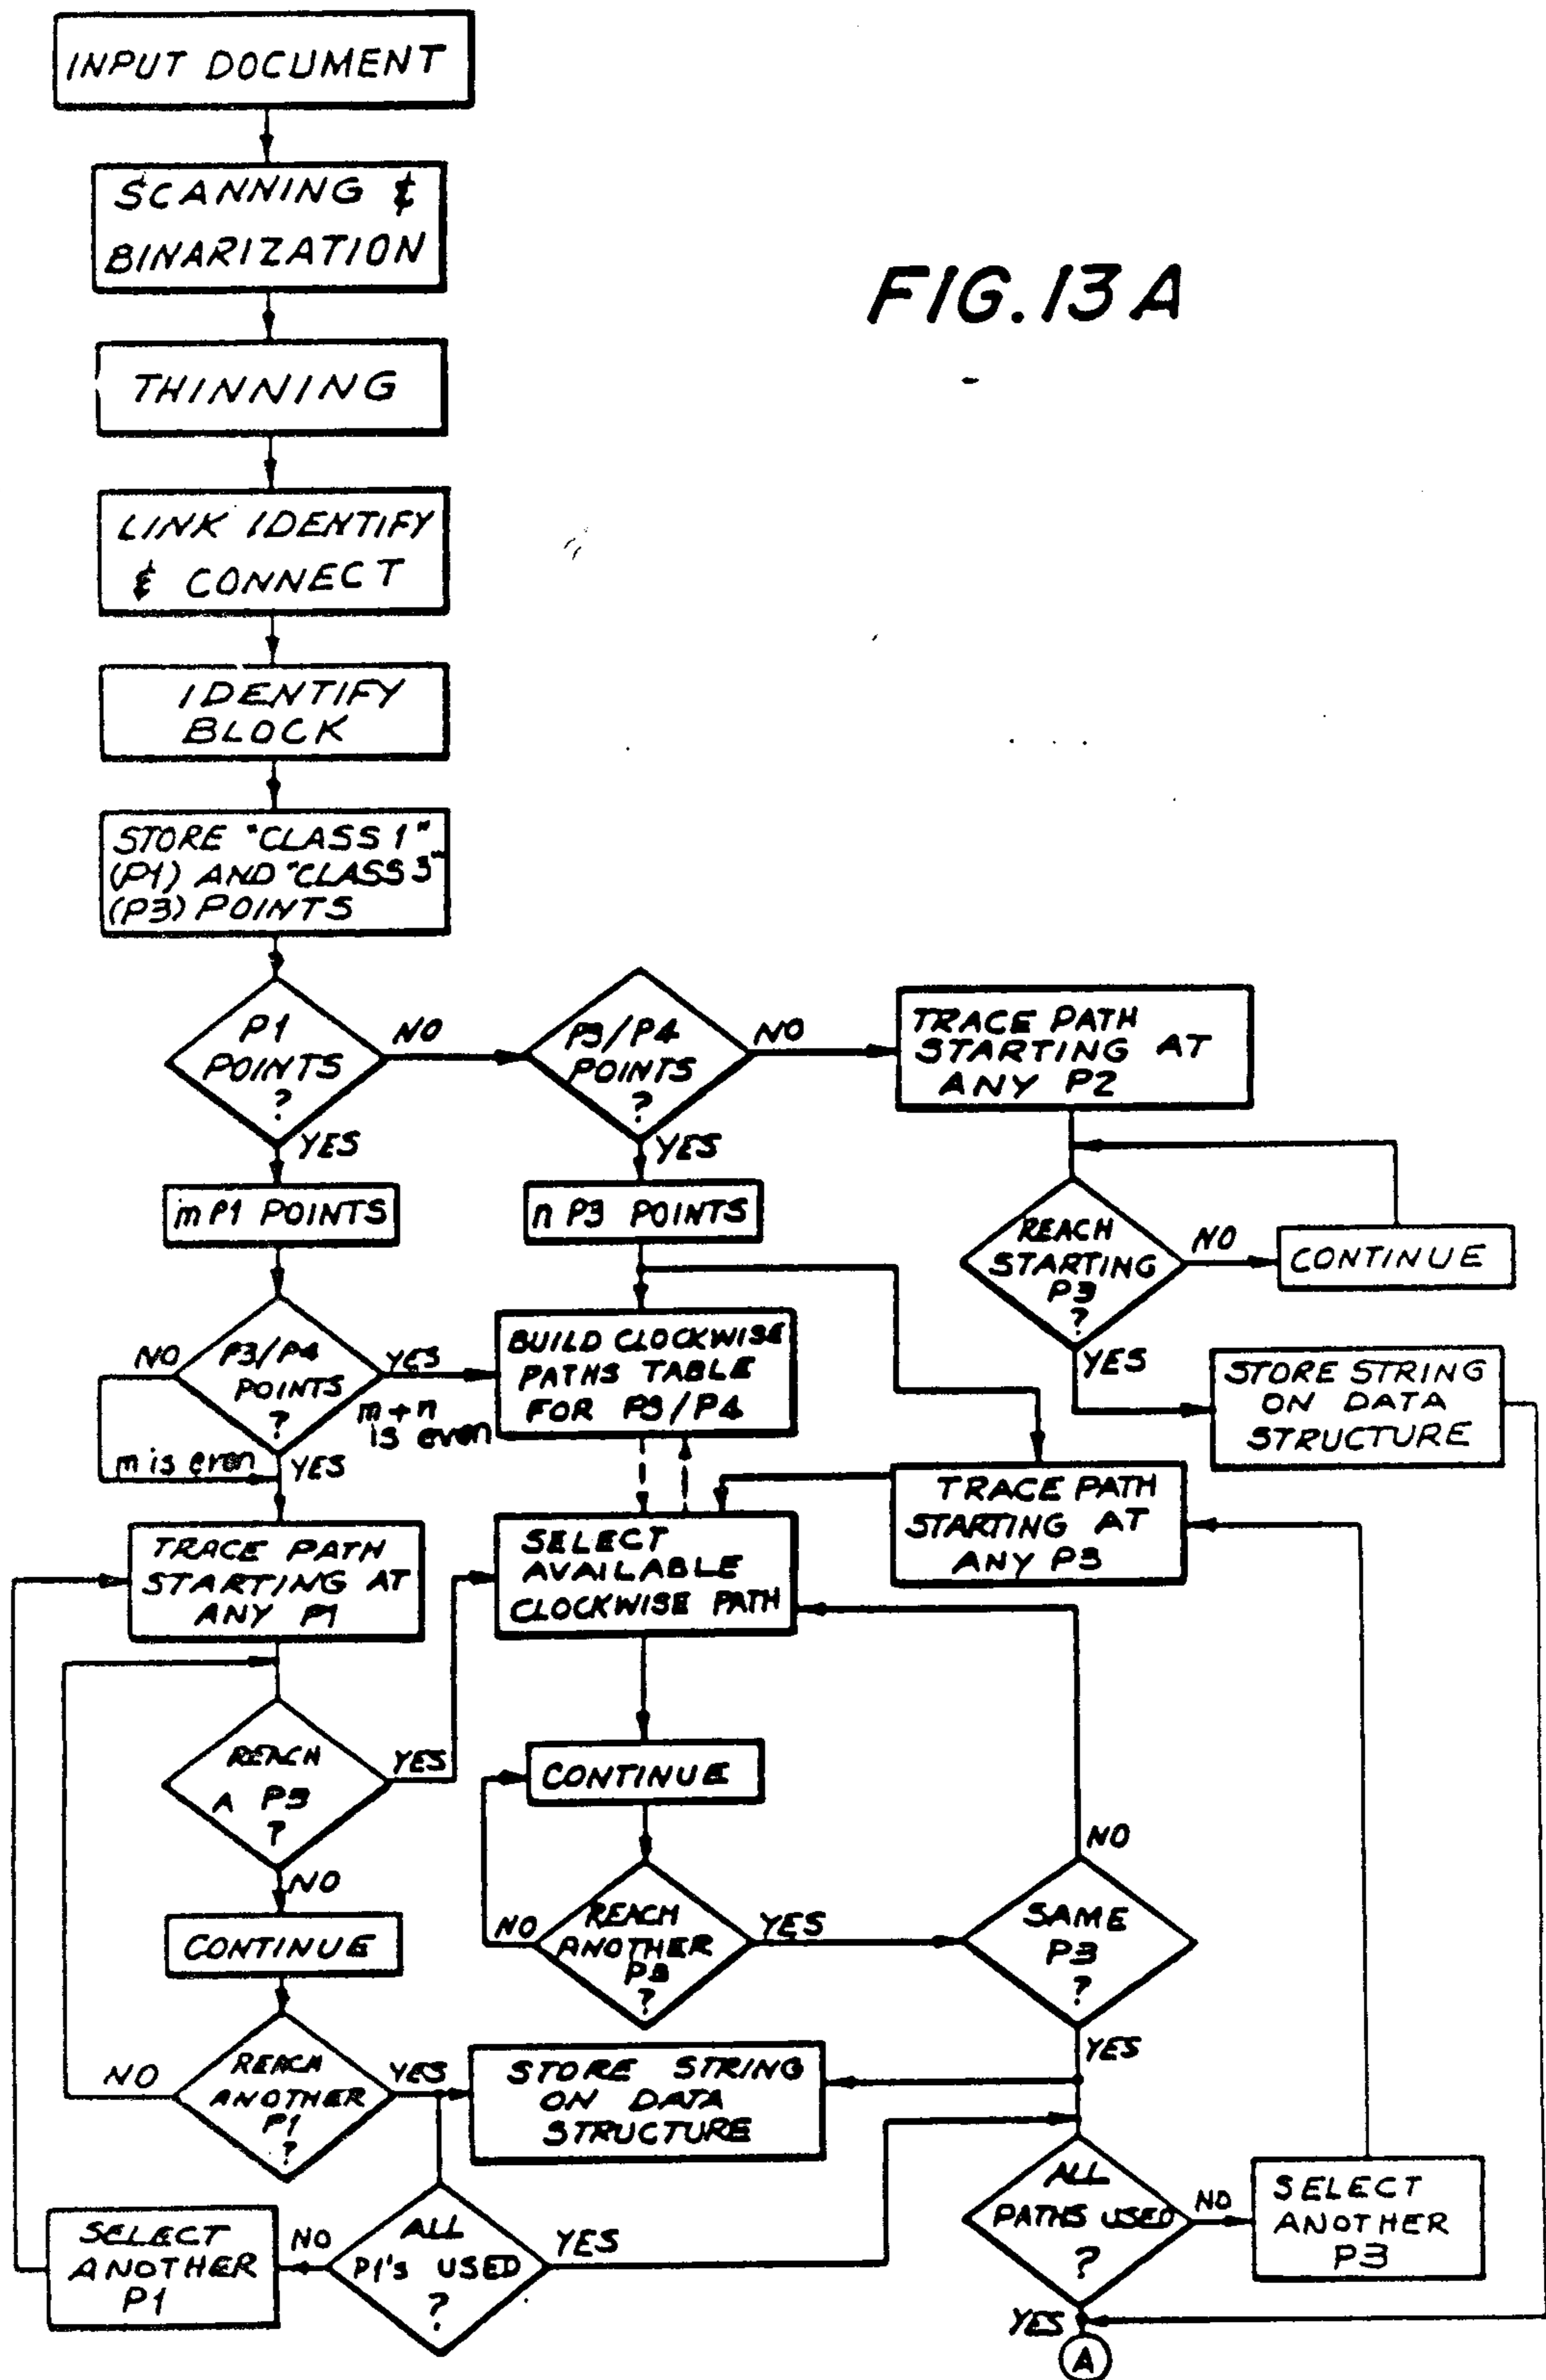 INPUT DOCUMENT
SCANNING &
BINARIZATION
FIG. 13A
THINNING
LINK IDENTIFY
& CONNECT
IDENTIFY
BLOCK
STORE "CLASS 1"
(P1) AND "CLASS 3"
(P3) POINTS
P1
POINTS
?
NO
YES
P3/P4
POINTS
?
NO
YES
TRACE PATH
STARTING AT
ANY P2
m P1 POINTS
n P3 POINTS
REACH
STARTING
P3
?
NO
CONTINUE
YES
STORE STRING
ON DATA
STRUCTURE
NO
P3/P4
POINTS
?
YES
m + n
is even
m is even
YES
BUILD CLOCKWISE
PATHS TABLE
FOR P3/P4
TRACE PATH
STARTING AT
ANY P3
TRACE PATH
STARTING AT
ANY P1
SELECT
AVAILABLE
CLOCKWISE PATH
REACH
A P3
?
YES
NO
CONTINUE
CONTINUE
NO
REACH
ANOTHER
P3
?
YES
SAME
P3
?
NO
YES
NO
REACH
ANOTHER
P1
?
YES
STORE STRING
ON DATA
STRUCTURE
SELECT
ANOTHER
P1
NO
ALL
P1's USED
?
YES
ALL
PATHS USED
?
NO
SELECT
ANOTHER
P3
YES
A